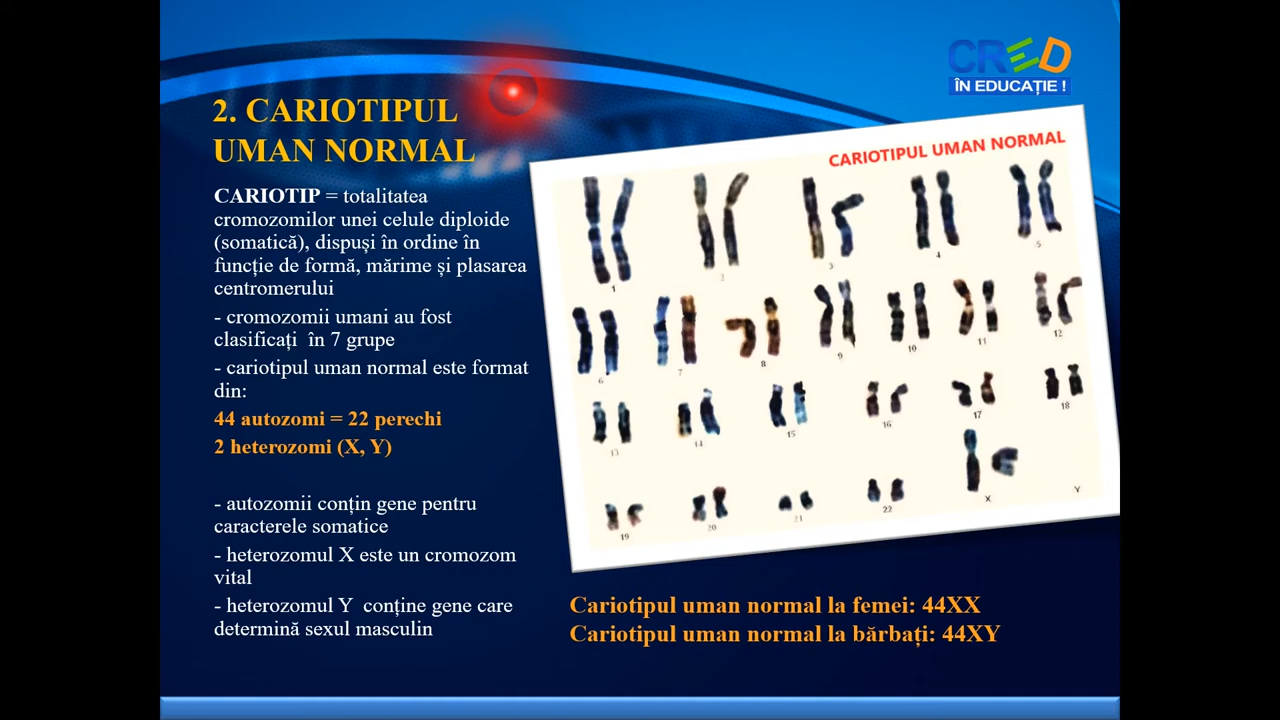 CRED
ÎN EDUCAȚIE !
2. CARIOTIPUL
UMAN NORMAL
CARIOTIP = totalitatea
cromozomilor unei celule diploide
(somatică), dispuși în ordine în
funcție de formă, mărime și plasarea
centromerului
- cromozomii umani au fost
clasificați în 7 grupe
- cariotipul uman normal este format
din:
44 autozomi = 22 perechi
2 heterozomi (X, Y)
- autozomii conțin gene pentru
caracterele somatice
- heterozomul X este un cromozom
vital
- heterozomul Y conține gene care
determină sexul masculin
CARIOTIPUL UMAN NORMAL
1 2 3 4 5
6 7 8 9 10 11 12
13 14 15 16 17 18
19 20 21 22 X Y
Cariotipul uman normal la femei: 44XX
Cariotipul uman normal la bărbați: 44XY